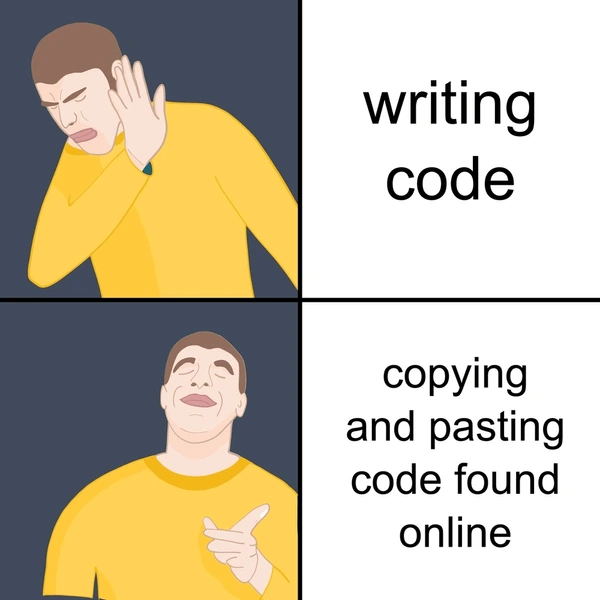 writing
code
copying
and pasting
code found
online